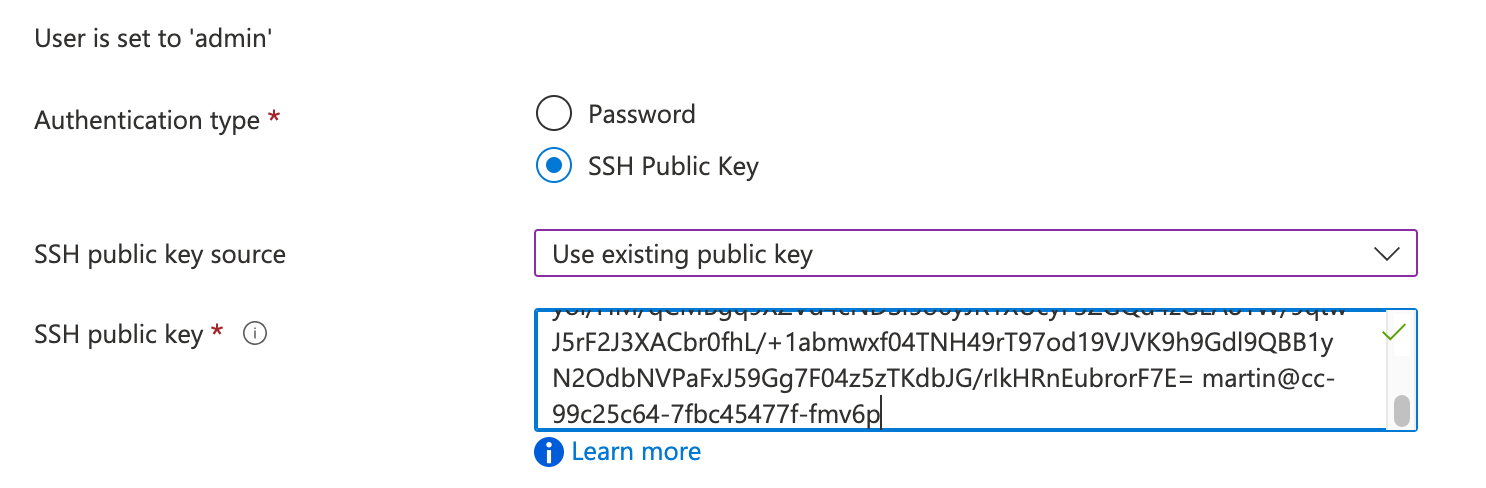 User is set to 'admin'
Authentication type *
Password
SSH Public Key
SSH public key source
Use existing public key
SSH public key *
J5rF2J3XACbr0fhL/+1abmwxf04TNH49rT97od19VJVK9h9Gdl9QBB1y
N2OdbNVPaFxJ59Gg7F04z5zTKdbJG/rIkHRnEubrorF7E= martin@cc-
99c25c64-7fbc45477f-fmv6p
Learn more